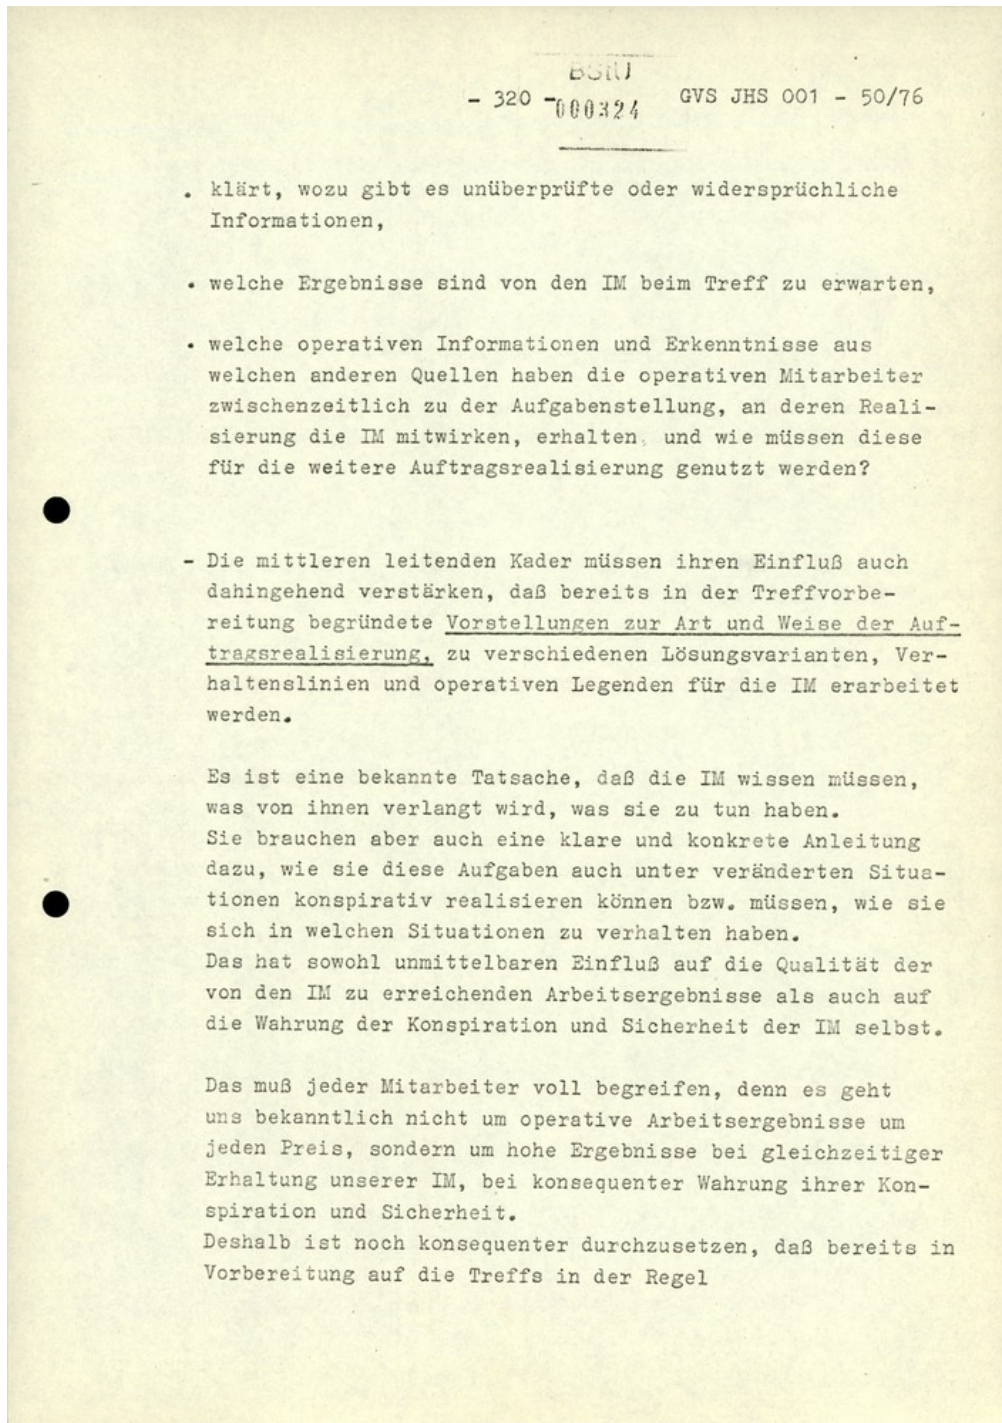 BStU
- 320 - GVS JHS 001 - 50/76
000324
. klärt, wozu gibt es unüberprüfte oder widersprüchliche
Informationen,
. welche Ergebnisse sind von den IM beim Treff zu erwarten,
. welche operativen Informationen und Erkenntnisse aus
welchen anderen Quellen haben die operativen Mitarbeiter
zwischenzeitlich zu der Aufgabenstellung, an deren Reali-
sierung die IM mitwirken, erhalten, und wie müssen diese
für die weitere Auftragsrealisierung genutzt werden?
- Die mittleren leitenden Kader müssen ihren Einfluß auch
dahingehend verstärken, daß bereits in der Treffvorbe-
reitung begründete Vorstellungen zur Art und Weise der Auf-
tragsrealisierung, zu verschiedenen Lösungsvarianten, Ver-
haltenslinien und operativen Legenden für die IM erarbeitet
werden.
Es ist eine bekannte Tatsache, daß die IM wissen müssen,
was von ihnen verlangt wird, was sie zu tun haben.
Sie brauchen aber auch eine klare und konkrete Anleitung
dazu, wie sie diese Aufgaben auch unter veränderten Situa-
tionen konspirativ realisieren können bzw. müssen, wie sie
sich in welchen Situationen zu verhalten haben.
Das hat sowohl unmittelbaren Einfluß auf die Qualität der
von den IM zu erreichenden Arbeitsergebnisse als auch auf
die Wahrung der Konspiration und Sicherheit der IM selbst.
Das muß jeder Mitarbeiter voll begreifen, denn es geht
uns bekanntlich nicht um operative Arbeitsergebnisse um
jeden Preis, sondern um hohe Ergebnisse bei gleichzeitiger
Erhaltung unserer IM, bei konsequenter Wahrung ihrer Kon-
spiration und Sicherheit.
Deshalb ist noch konsequenter durchzusetzen, daß bereits in
Vorbereitung auf die Treffs in der Regel